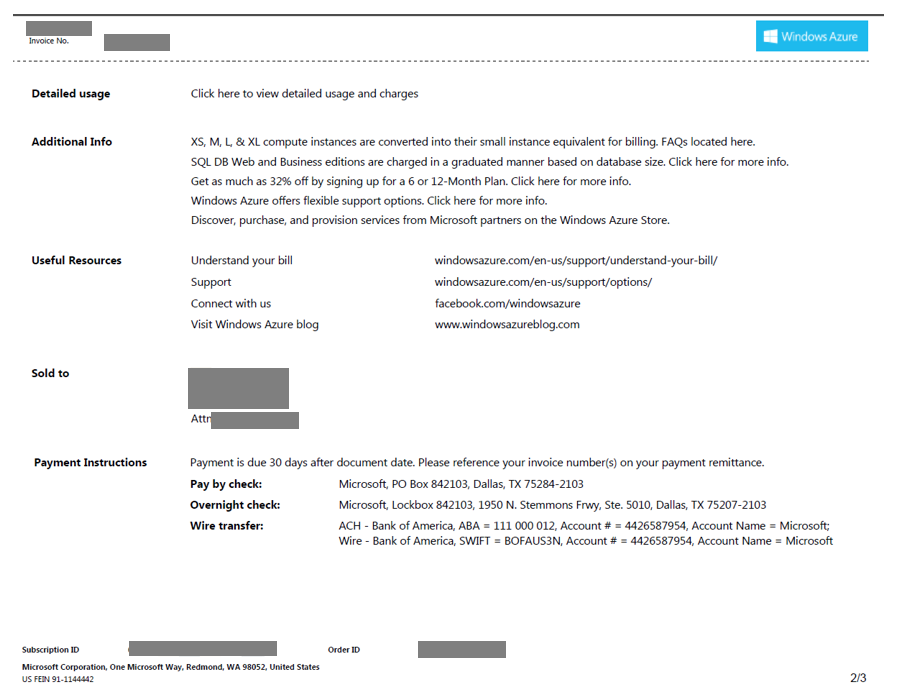 Invoice No.
Windows Azure
Detailed usage Click here to view detailed usage and charges
Additional Info XS, M, L, & XL compute instances are converted into their small instance equivalent for billing. FAQs located here.
SQL DB Web and Business editions are charged in a graduated manner based on database size. Click here for more info.
Get as much as 32% off by signing up for a 6 or 12-Month Plan. Click here for more info.
Windows Azure offers flexible support options. Click here for more info.
Discover, purchase, and provision services from Microsoft partners on the Windows Azure Store.
Useful Resources Understand your bill windowsazure.com/en-us/support/understand-your-bill/
Support windowsazure.com/en-us/support/options/
Connect with us facebook.com/windowsazure
Visit Windows Azure blog www.windowsazureblog.com
Sold to
Attn
Payment Instructions Payment is due 30 days after document date. Please reference your invoice number(s) on your payment remittance.
Pay by check: Microsoft, PO Box 842103, Dallas, TX 75284-2103
Overnight check: Microsoft, Lockbox 842103, 1950 N. Stemmons Frwy, Ste. 5010, Dallas, TX 75207-2103
Wire transfer: ACH - Bank of America, ABA = 111 000 012, Account # = 4426587954, Account Name = Microsoft;
Wire - Bank of America, SWIFT = BOFAUS3N, Account # = 4426587954, Account Name = Microsoft
Subscription ID Order ID
Microsoft Corporation, One Microsoft Way, Redmond, WA 98052, United States
US FEIN 91-1144442
2/3